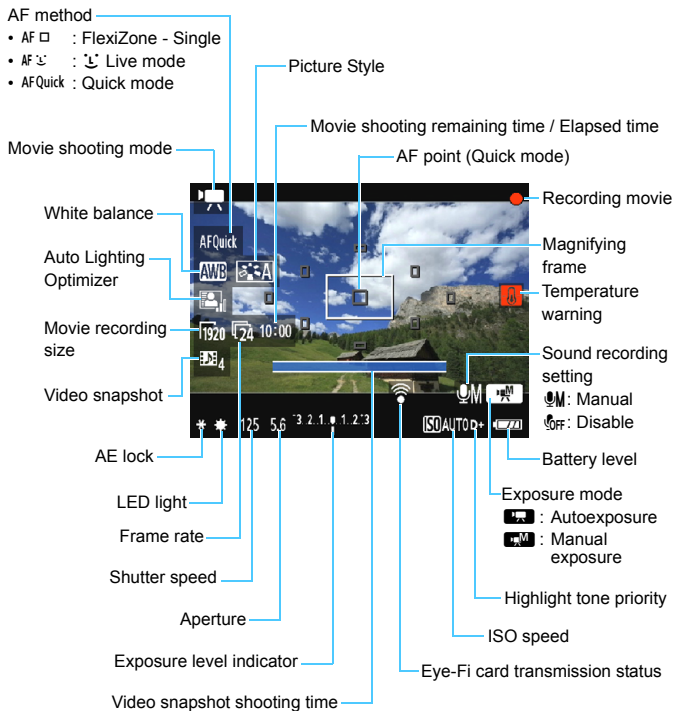 AF method
• AF □ : FlexiZone - Single
• AF : Live mode
• AFQuick : Quick mode
Picture Style
Movie shooting remaining time / Elapsed time
Movie shooting mode
AF point (Quick mode)
Recording movie
White balance
AFQuick
Magnifying
frame
Auto Lighting
Optimizer
AWB
A
Temperature
warning
Movie recording
size
1920 24 10:00
Sound recording
setting
M: Manual
OFF: Disable
Video snapshot
4
M
M
125 5.6 -3..2..1..0..1..2..+3
ISO AUTO D+
AE lock
Battery level
LED light
Exposure mode
: Autoexposure
M : Manual
exposure
Frame rate
Shutter speed
Highlight tone priority
Aperture
ISO speed
Exposure level indicator
Eye-Fi card transmission status
Video snapshot shooting time